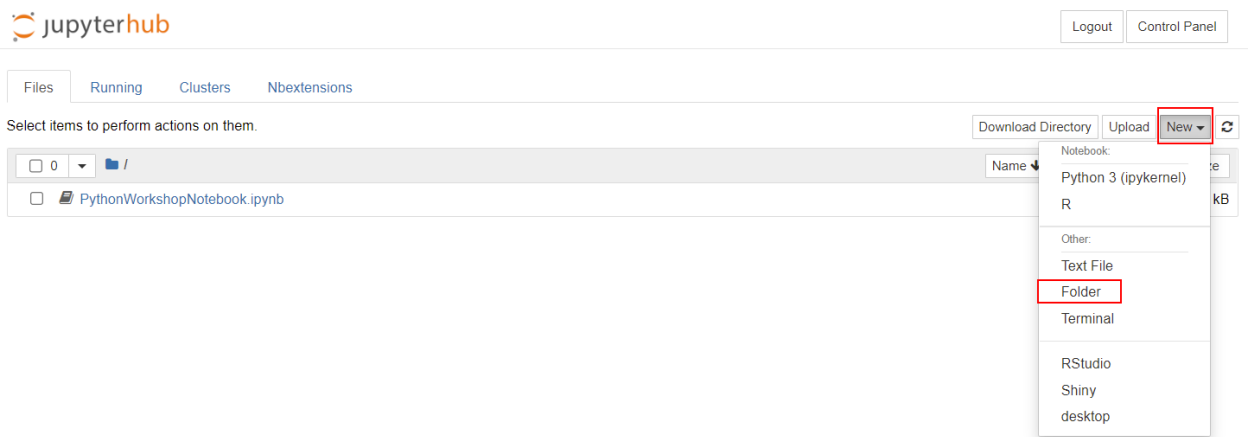 jupyterhub
Logout Control Panel
Files Running Clusters Nbextensions
Select items to perform actions on them.
Download Directory Upload New
0 / Name
PythonWorkshopNotebook.ipynb kB
Notebook:
Python 3 (ipykernel)
R
Other:
Text File
Folder
Terminal
RStudio
Shiny
desktop